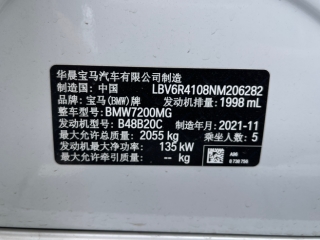 华晨宝马汽车有限公司制造
中国制造 LBV6R4108NM206282
品牌 宝马(BMW)牌 发动机排量 1998 mL
整车型号 BMW7200MG
发动机型号 B48B20C 制造年月 2021-11
最大允许总质量 2055 kg 乘坐人数 5
发动机最大净功率 135 kW
最大允许牵引质量 -- kg